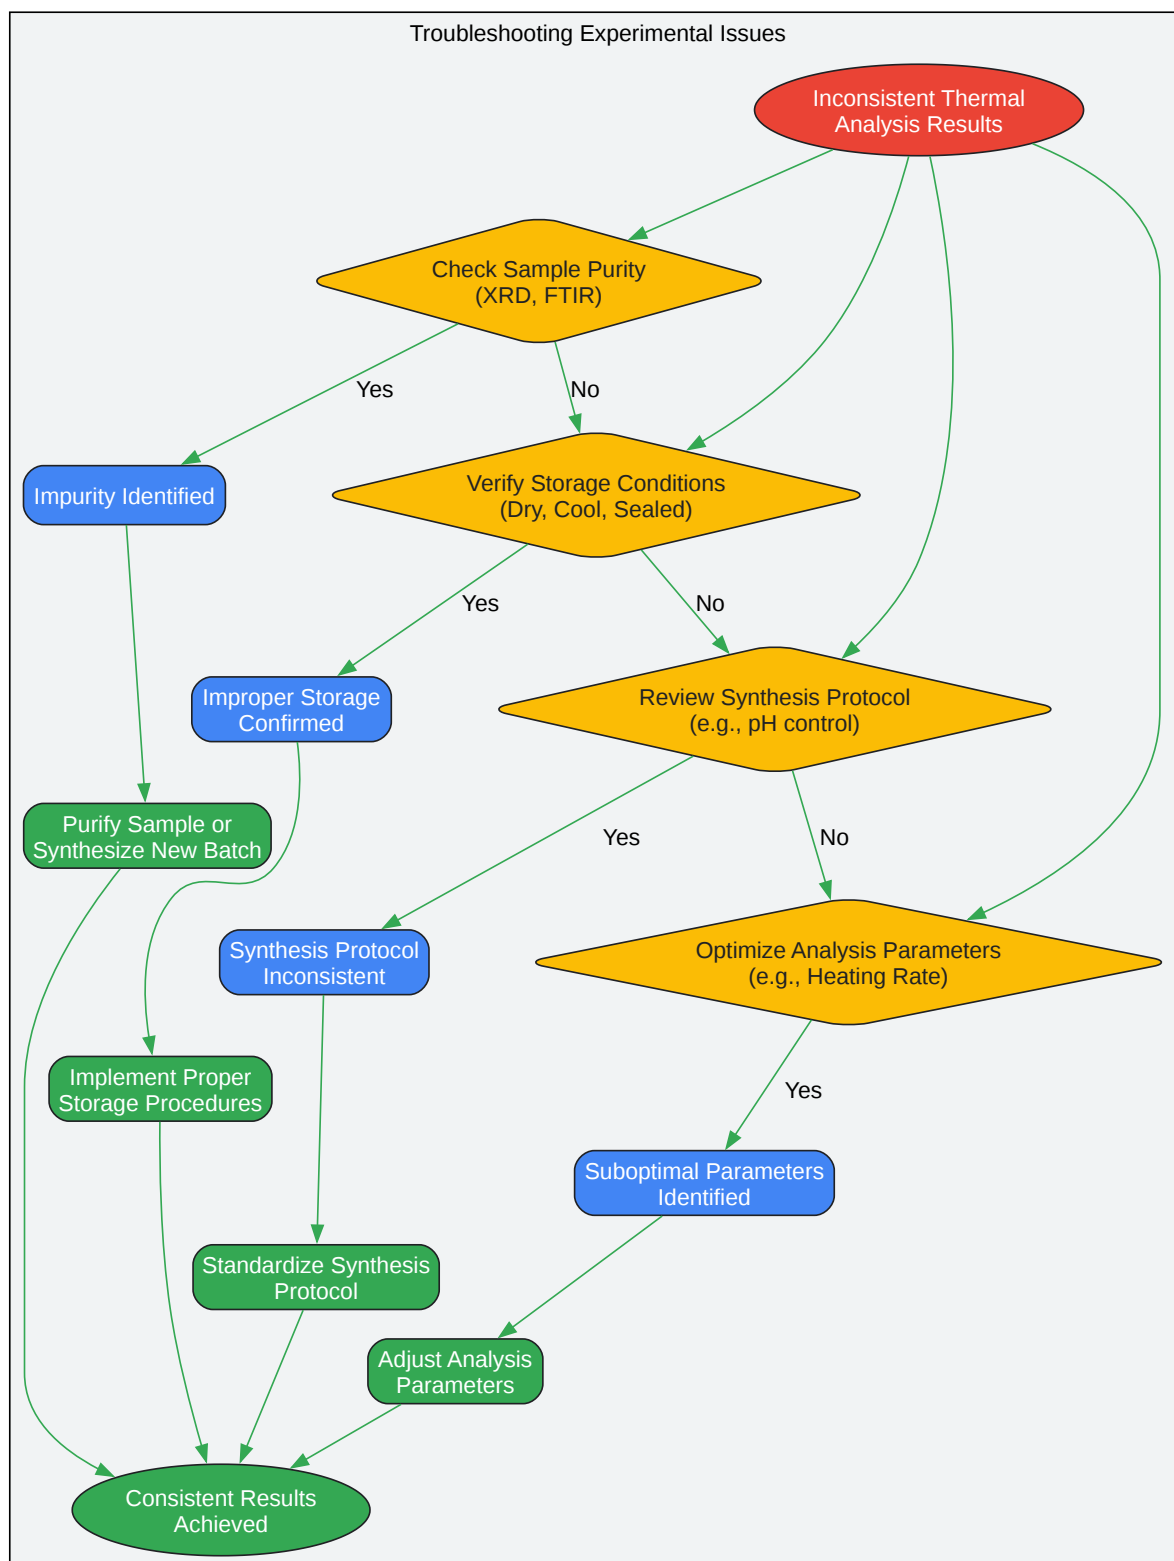 Troubleshooting Experimental Issues
Inconsistent Thermal
Analysis Results
Check Sample Purity
(XRD, FTIR)
Yes
No
Impurity Identified
Verify Storage Conditions
(Dry, Cool, Sealed)
Yes
No
Improper Storage
Confirmed
Review Synthesis Protocol
(e.g., pH control)
Purify Sample or
Synthesize New Batch
Yes
No
Synthesis Protocol
Inconsistent
Optimize Analysis Parameters
(e.g., Heating Rate)
Implement Proper
Storage Procedures
Yes
Suboptimal Parameters
Identified
Standardize Synthesis
Protocol
Adjust Analysis
Parameters
Consistent Results
Achieved